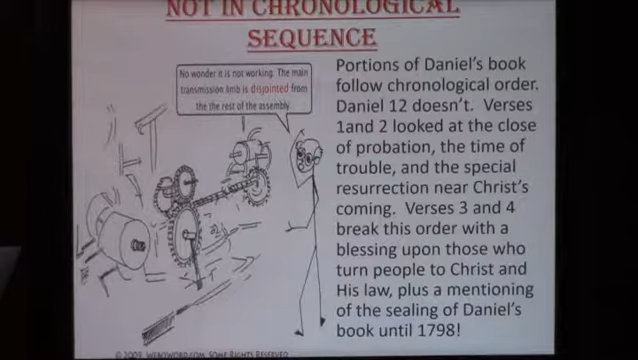 NOT IN CHRONOLOGICAL
SEQUENCE
No wonder it is not working. The main
transmission limb is disjointed from
the the rest of the assembly
Portions of Daniel's book
follow chronological order.
Daniel 12 doesn't. Verses
1and 2 looked at the close
of probation, the time of
trouble, and the special
resurrection near Christ's
coming. Verses 3 and 4
break this order with a
blessing upon those who
turn people to Christ and
His law, plus a mentioning
of the sealing of Daniel's
book until 1798!
© 2009 Some Rights Reserved